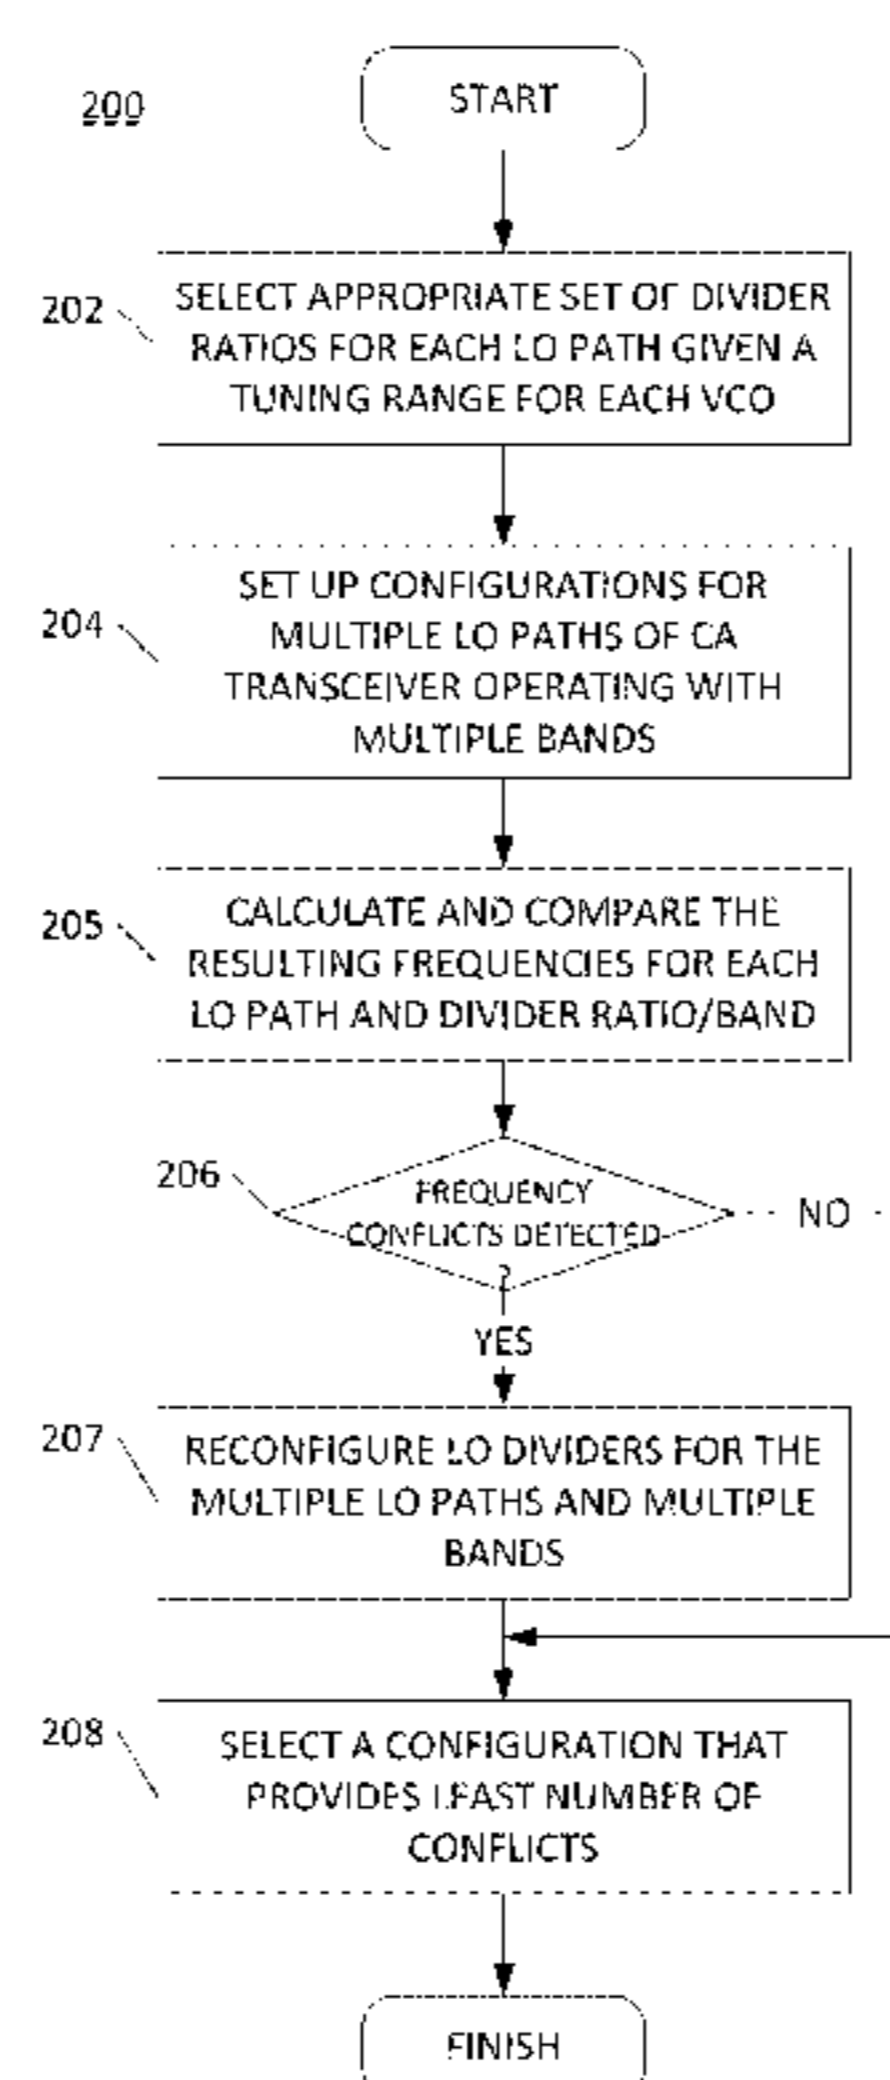 200
START
202
SELECT APPROPRIATE SET OF DIVIDER
RATIOS FOR EACH LO PATH GIVEN A
TUNING RANGE FOR EACH VCO
204
SET UP CONFIGURATIONS FOR
MULTIPLE LO PATHS OF CA
TRANSCEIVER OPERATING WITH
MULTIPLE BANDS
205
CALCULATE AND COMPARE THE
RESULTING FREQUENCIES FOR EACH
LO PATH AND DIVIDER RATIO/BAND
206
FREQUENCY
CONFLICTS DETECTED
?
NO
YES
207
RECONFIGURE LO DIVIDERS FOR THE
MULTIPLE LO PATHS AND MULTIPLE
BANDS
208
SELECT A CONFIGURATION THAT
PROVIDES LEAST NUMBER OF
CONFLICTS
FINISH